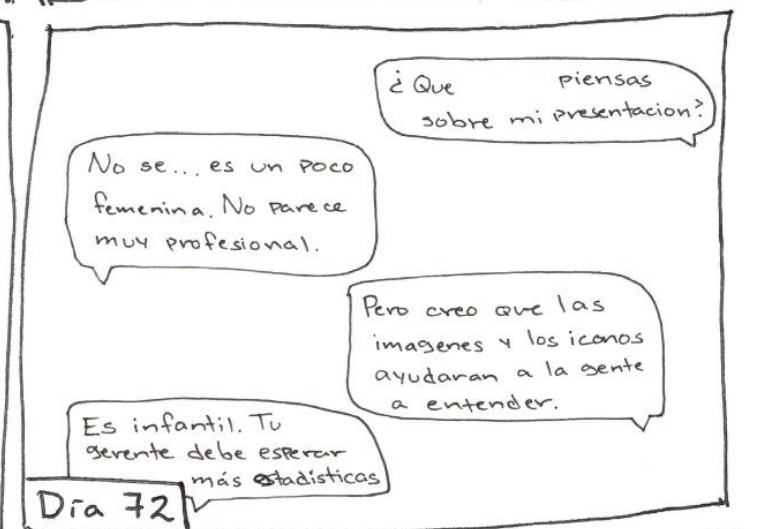 ¿Que piensas
sobre mi presentacion?
No se... es un poco
femenina. No parece
muy profesional.
Pero creo que las
imagenes y los iconos
ayudaran a la gente
a entender.
Es infantil. Tu
gerente debe esperar
más estadísticas
Día 72